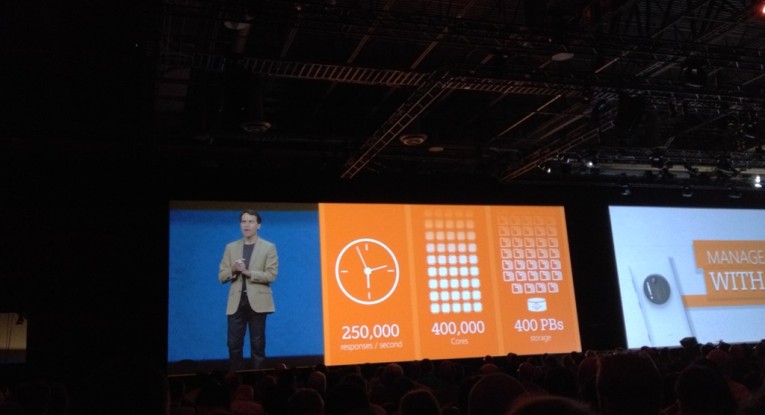 250,000
responses / second
400,000
Cores
400 PBs
storage
MANAGE
WITH